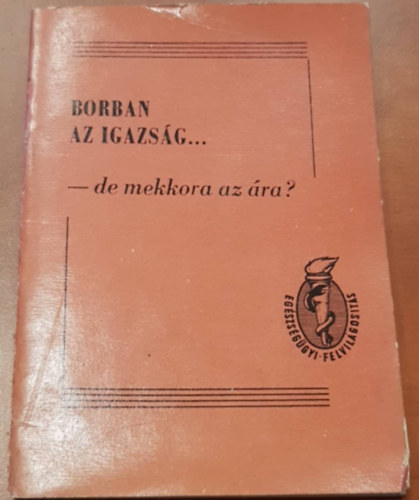 BORBAN
AZ IGAZSÁG...
— de mekkora az ára?
EGÉSZSÉGÜGYI · FELVILÁGOSÍTÁS